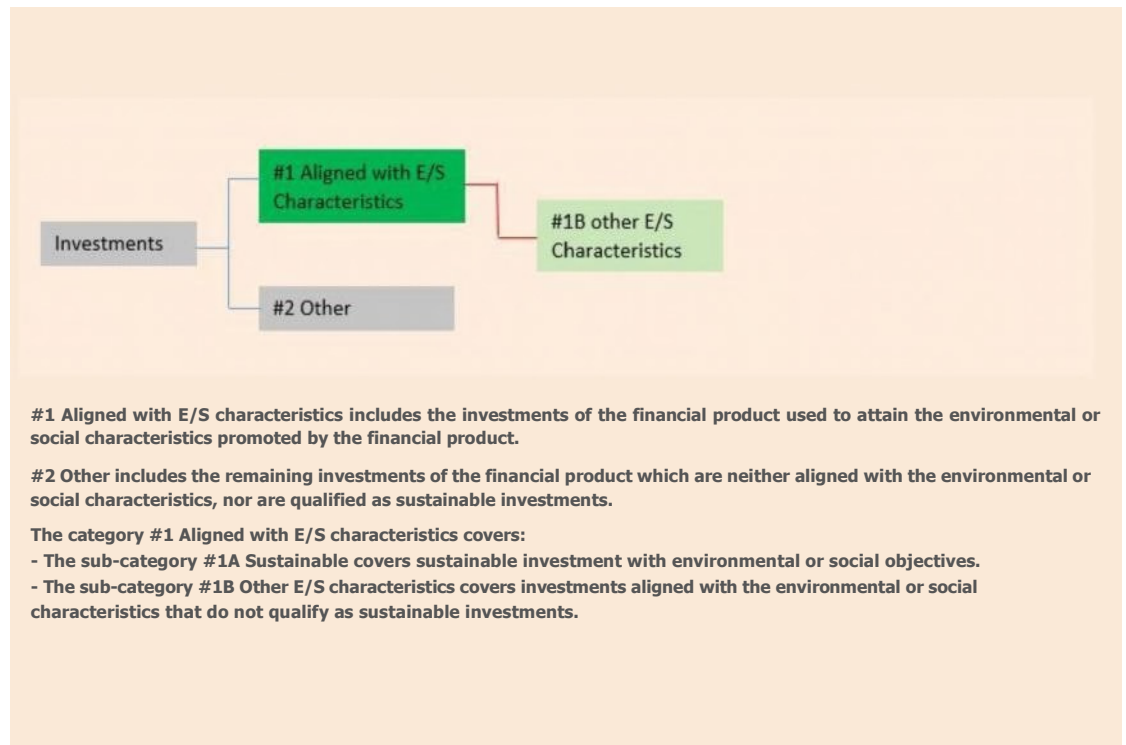 #1 Aligned with E/S
Characteristics
#1B other E/S
Characteristics
Investments
#2 Other
#1 Aligned with E/S characteristics includes the investments of the financial product used to attain the environmental or
social characteristics promoted by the financial product.
#2 Other includes the remaining investments of the financial product which are neither aligned with the environmental or
social characteristics, nor are qualified as sustainable investments.
The category #1 Aligned with E/S characteristics covers:
- The sub-category #1A Sustainable covers sustainable investment with environmental or social objectives.
- The sub-category #1B Other E/S characteristics covers investments aligned with the environmental or social
characteristics that do not qualify as sustainable investments.